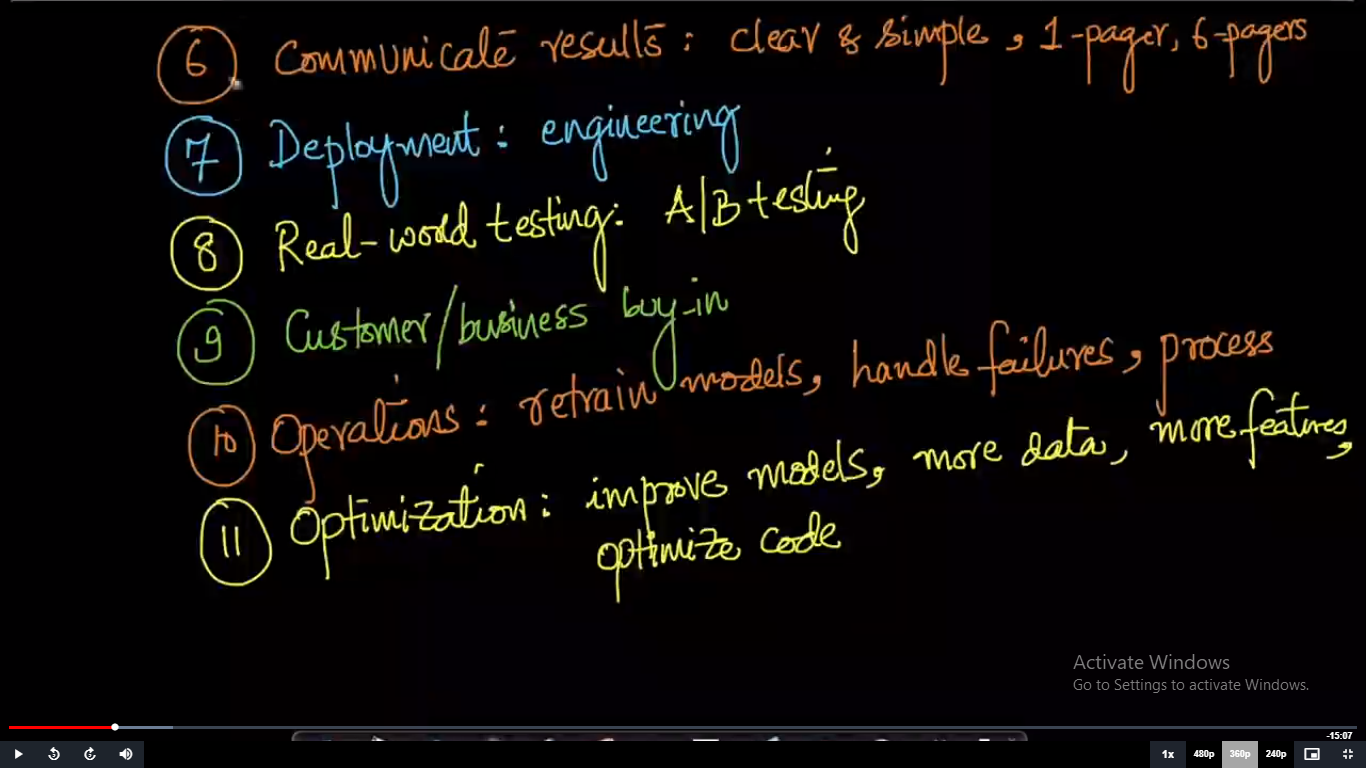 6 Communicate results: clear & simple, 1-pager, 6-pagers
7 Deployment: engineering
8 Real-world testing: A/B testing
9 Customer/business buy-in
10 Operations: retrain models, handle failures, process
11 Optimization: improve models, more data, more features,
optimize code
Activate Windows
Go to Settings to activate Windows.
-15:07
1x 480p 360p 240p